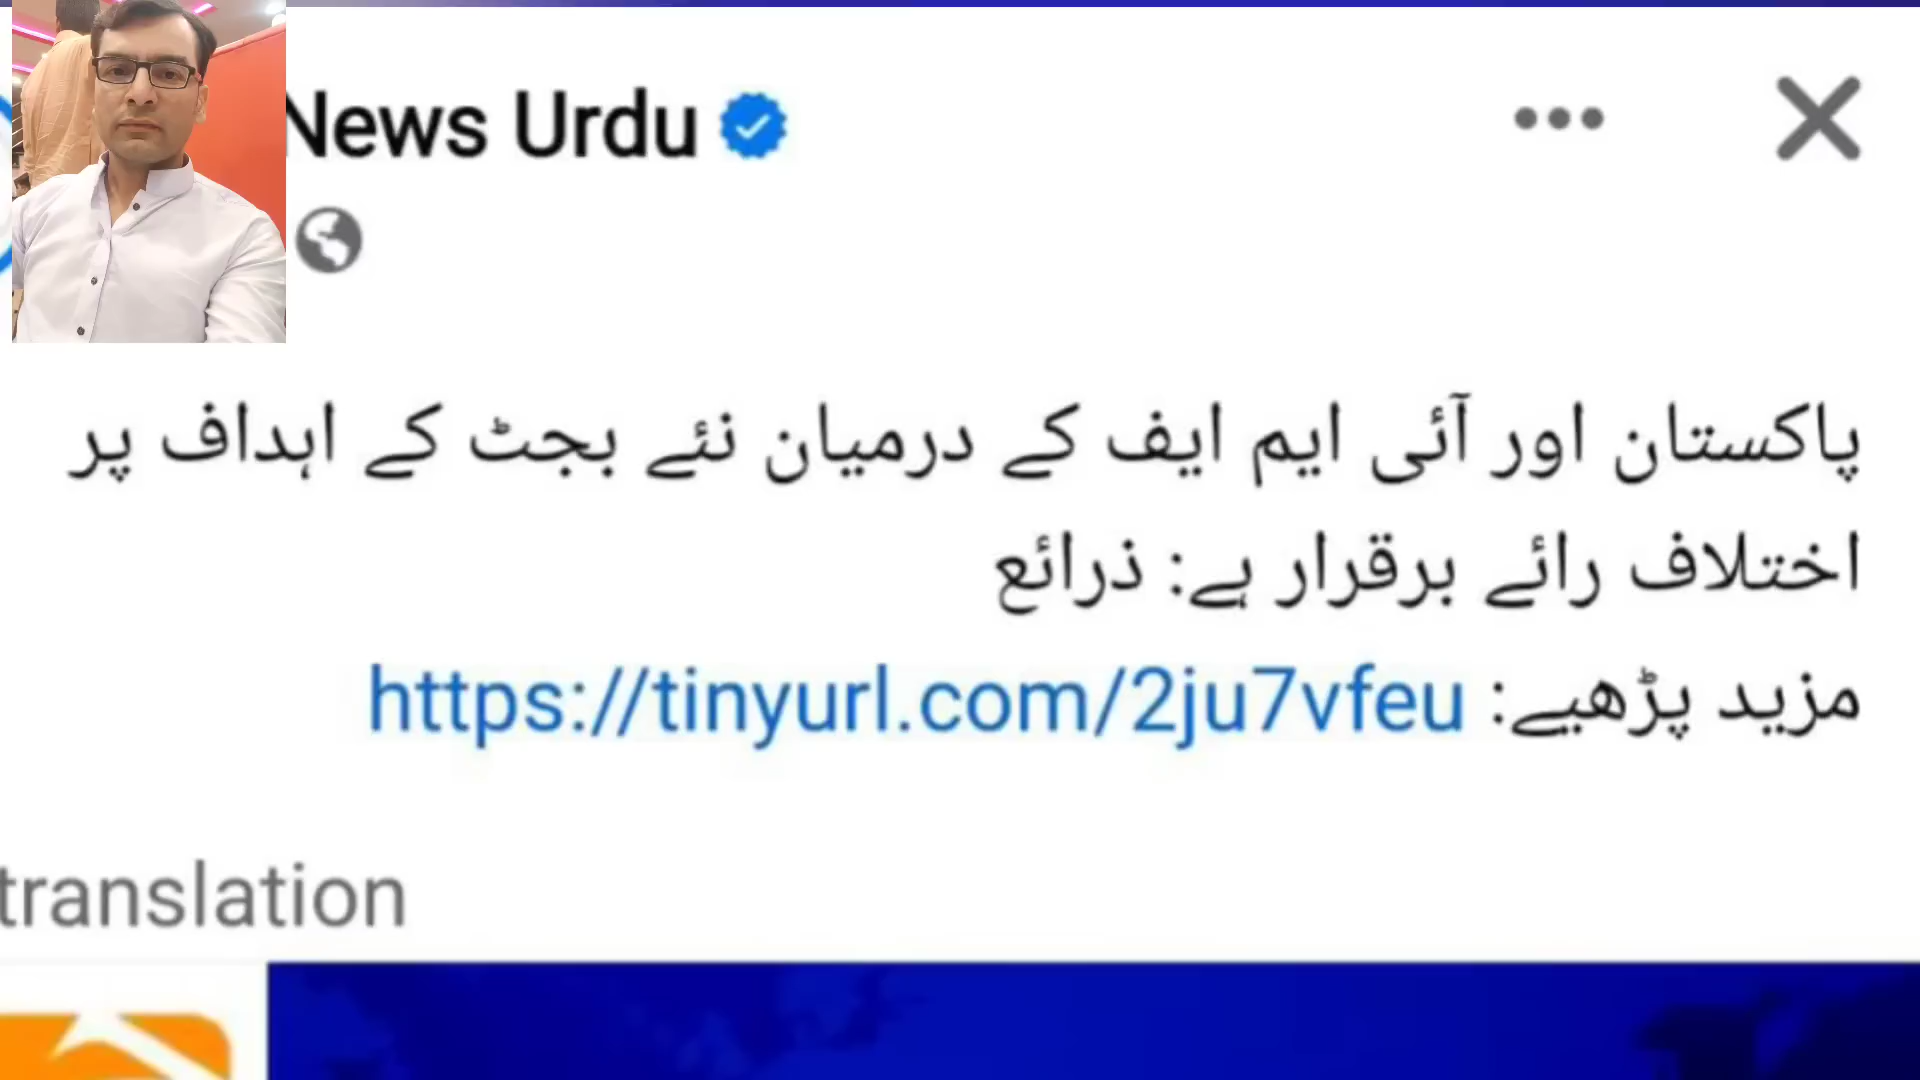 News Urdu
پاکستان اور آئی ایم ایف کے درمیان نئے بجٹ کے اہداف پر
اختلاف رائے برقرار ہے: ذرائع
مزید پڑھیے: https://tinyurl.com/2ju7vfeu
translation